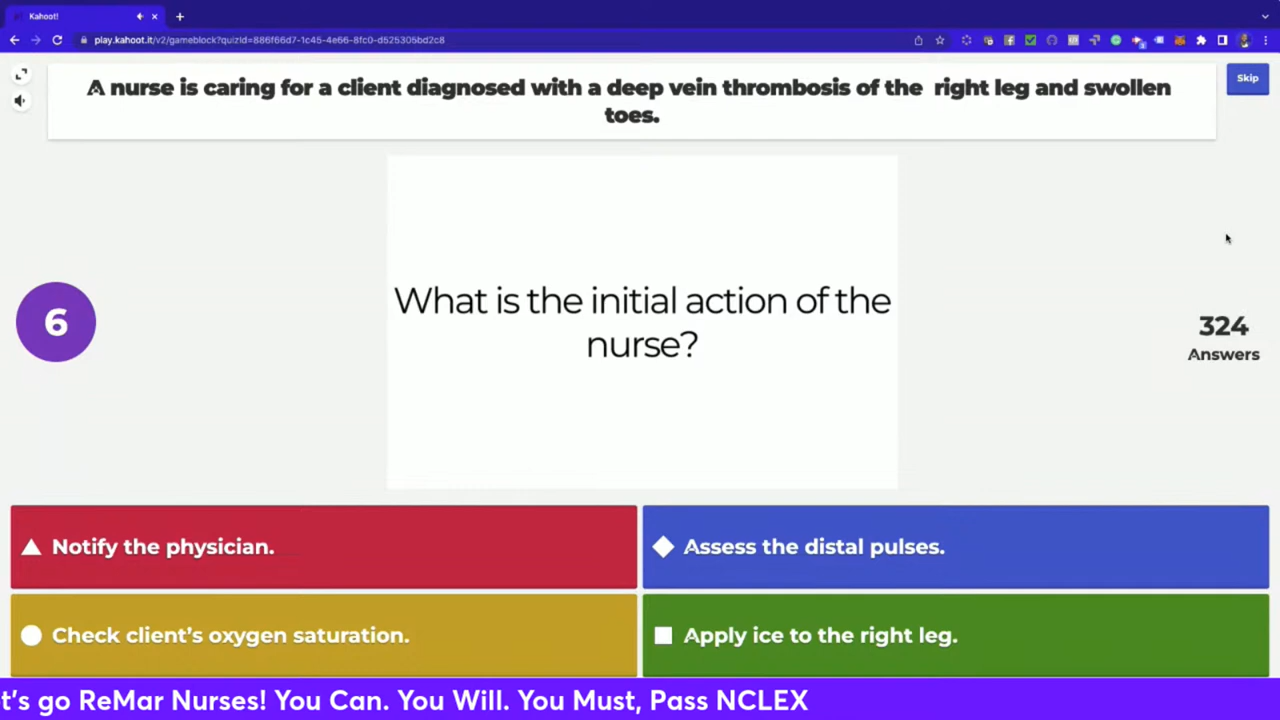 Kahoot!
play.kahoot.it/v2/gameblock?quizId=886f66d7-1c45-4e66-8fc0-d525305bd2c8
A nurse is caring for a client diagnosed with a deep vein thrombosis of the right leg and swollen
toes.
Skip
What is the initial action of the
nurse?
6
324
Answers
Notify the physician.
Assess the distal pulses.
Check client's oxygen saturation.
Apply ice to the right leg.
t's go ReMar Nurses! You Can. You Will. You Must, Pass NCLEX